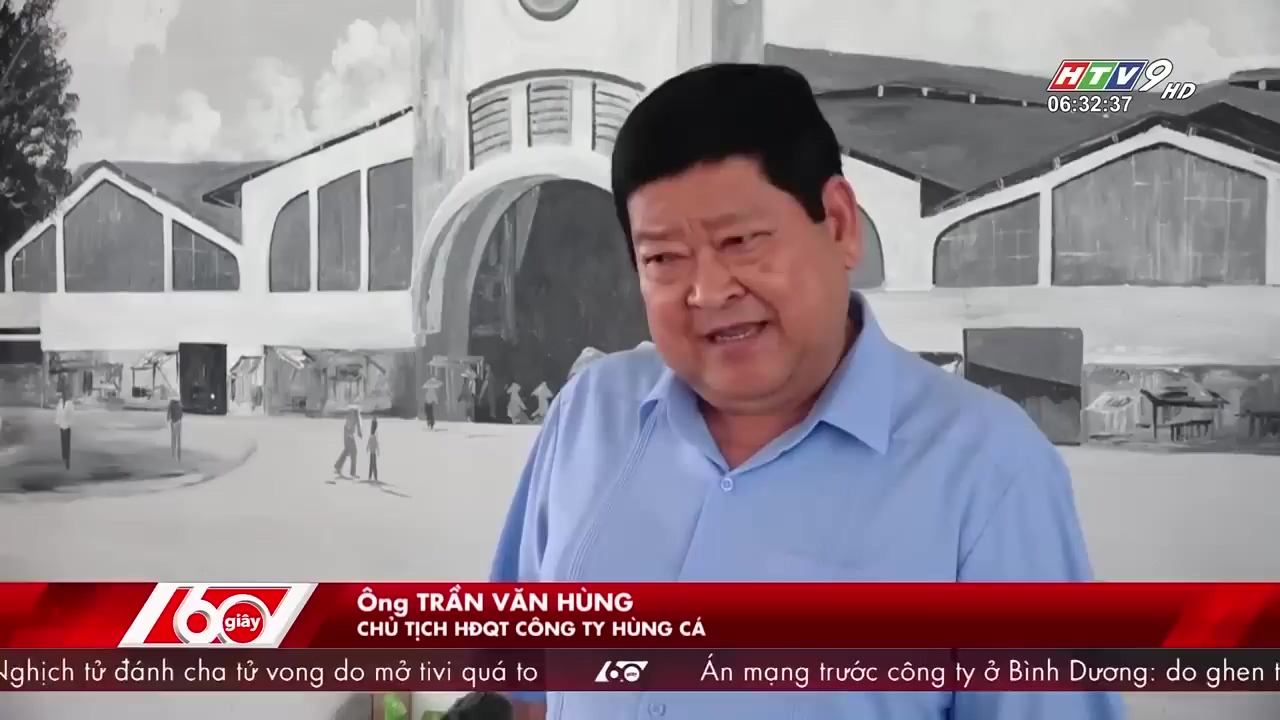 HTV9 HD
06:32:37
Ông TRẦN VĂN HÙNG
60 giây
CHỦ TỊCH HĐQT CÔNG TY HÙNG CÁ
Nghịch tử đánh cha tử vong do mở tivi quá to 60 giây Án mạng trước công ty ở Bình Dương: do ghen t